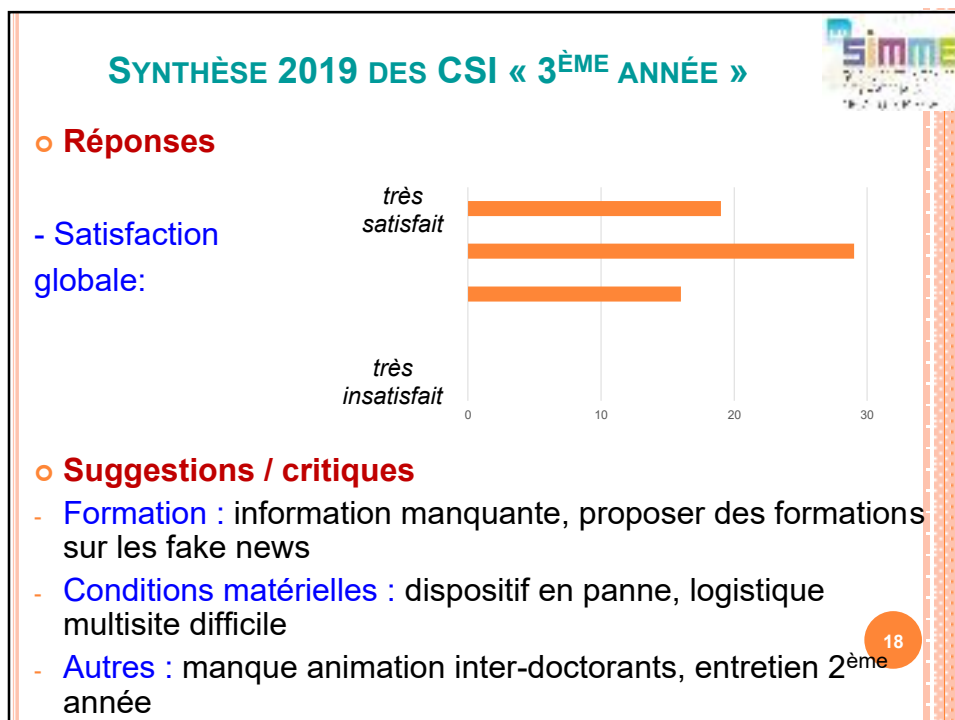 SYNTHÈSE 2019 DES CSI « 3ÈME ANNÉE »
simme
Réponses
- Satisfaction
globale:
très
satisfait
très
insatisfait
0 10 20 30
Suggestions / critiques
- Formation : information manquante, proposer des formations
sur les fake news
- Conditions matérielles : dispositif en panne, logistique
multisite difficile
18
- Autres : manque animation inter-doctorants, entretien 2ème
année